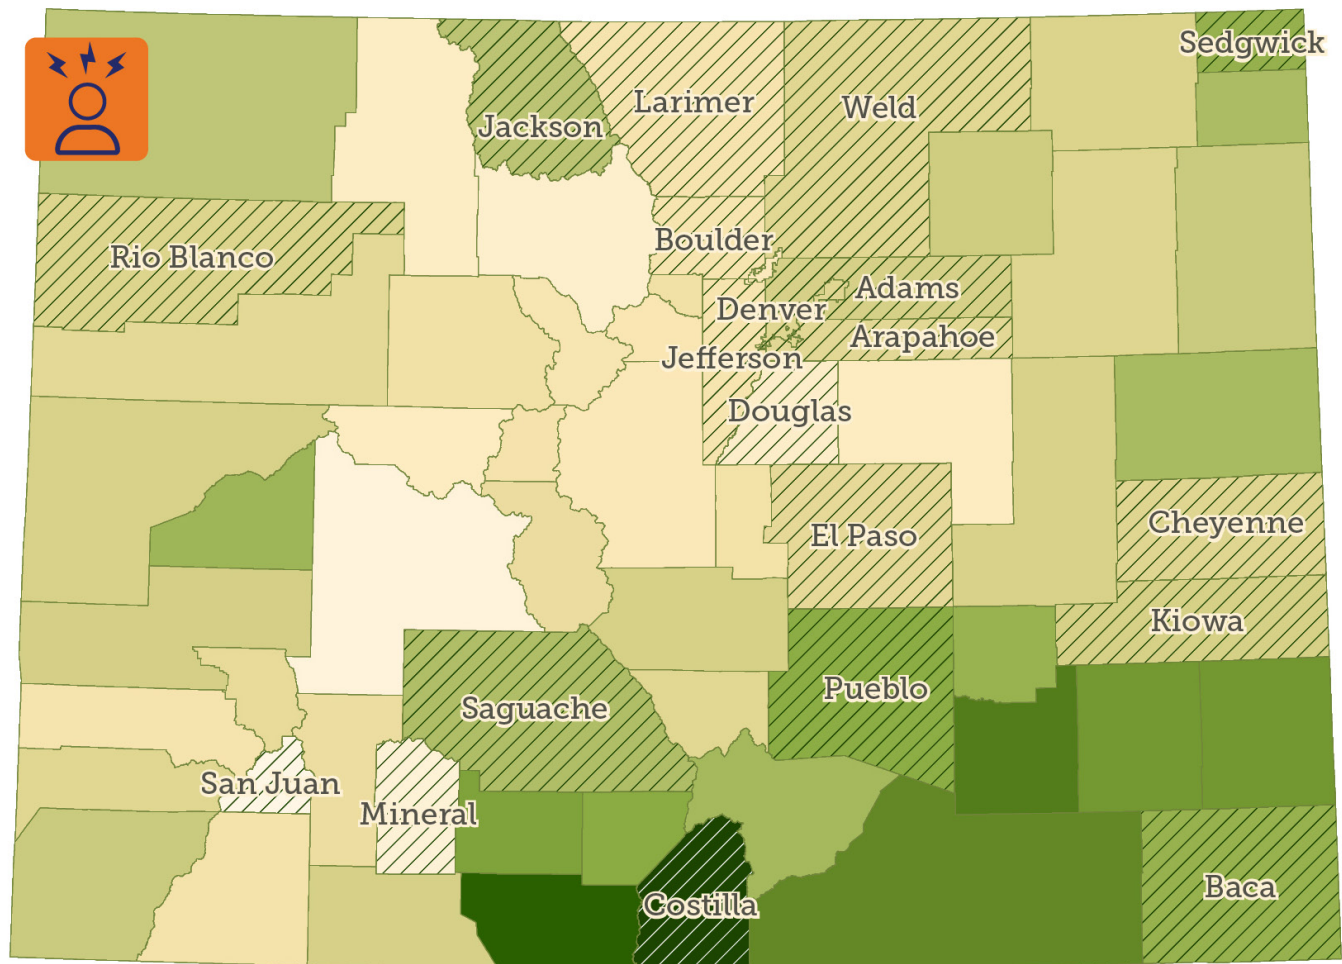 Sedgwick
Larimer
Weld
Jackson
Boulder
Rio Blanco
Adams
Denver
Arapahoe
Jefferson
Douglas
El Paso
Cheyenne
Kiowa
Pueblo
Saguache
San Juan
Mineral
Baca
Costilla